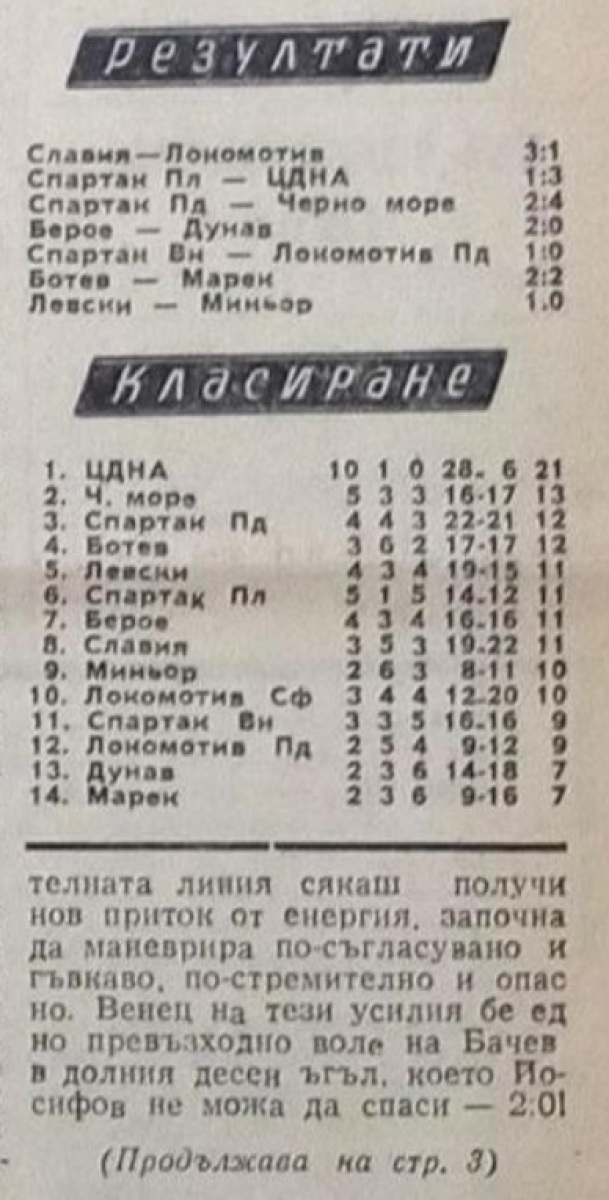 Резултати
Славия — Локомотив 3:1
Спартак Пл — ЦДНА 1:3
Спартак Пд — Черно море 2:4
Берое — Дунав 2:0
Спартак Вн — Локомотив Пд 1:0
Ботев — Марек 2:2
Левски — Миньор 1.0
Класиране
1. ЦДНА 10 1 0 28- 6 21
2. Ч. море 5 3 3 16-17 13
3. Спартак Пд 4 4 3 22-21 12
4. Ботев 3 6 2 17-17 12
5. Левски 4 3 4 19-15 11
6. Спартак Пл 5 1 5 14-12 11
7. Берое 4 3 4 16-16 11
8. Славия 3 5 3 19-22 11
9. Миньор 2 6 3 8-11 10
10. Локомотив Сф 3 4 4 12-20 10
11. Спартак Вн 3 3 5 16-16 9
12. Локомотив Пд 2 5 4 9-12 9
13. Дунав 2 3 6 14-18 7
14. Марек 2 3 6 9-16 7
телната линия сякаш получи
нов приток от енергия, започна
да маневрира по-съгласувано и
гъвкаво, по-стремително и опас
но. Венец на тези усилия бе ед
но превъзходно воле на Бачев
в долния десен ъгъл, което Йо-
сифов не можа да спаси — 2:0!
(Продължава на стр. 3)